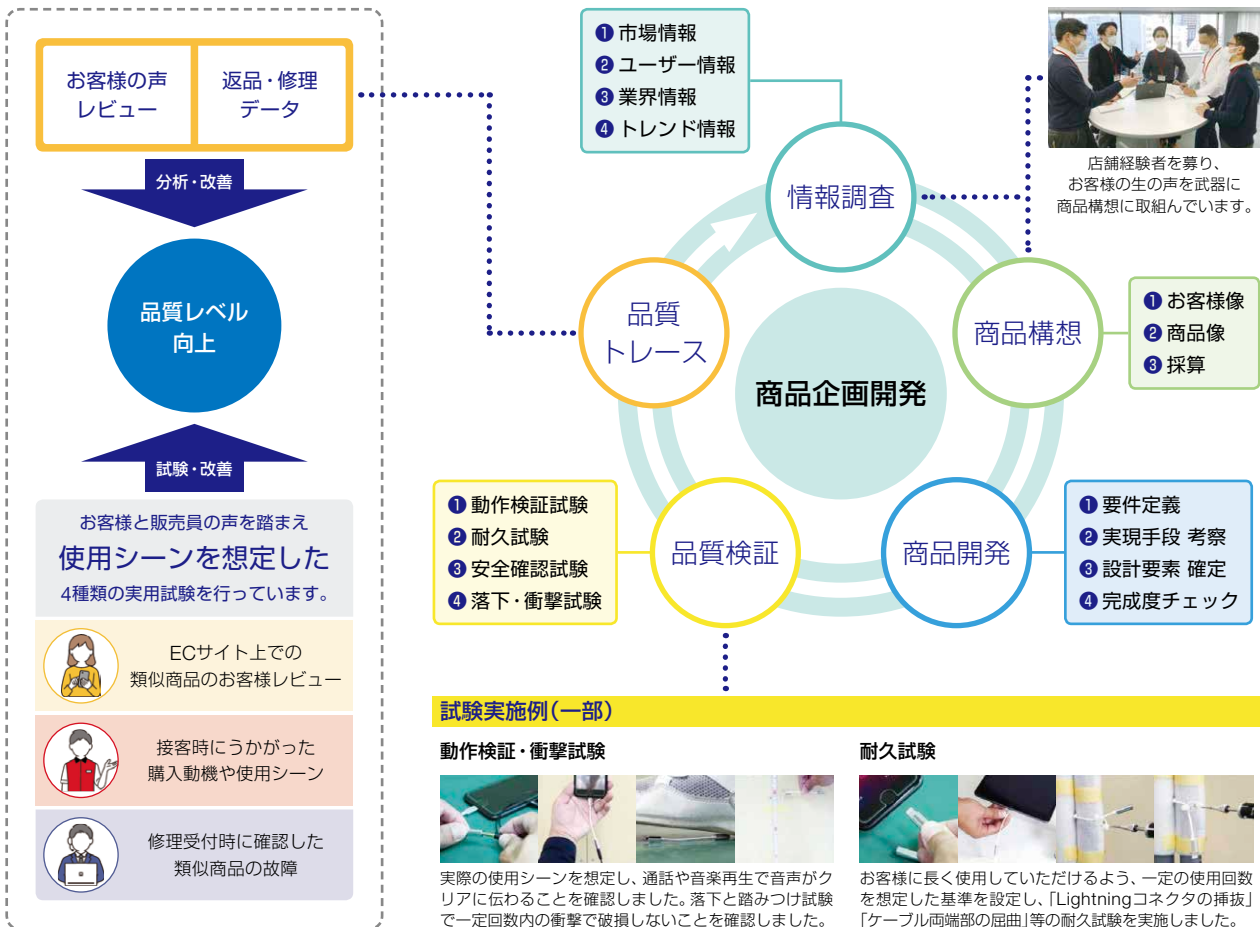 お客様の声
レビュー
返品・修理
データ
分析・改善
品質レベル
向上
試験・改善
お客様と販売員の声を踏まえ
使用シーンを想定した
4種類の実用試験を行っています。
ECサイト上での
類似商品のお客様レビュー
接客時にうかがった
購入動機や使用シーン
修理受付時に確認した
類似商品の故障
❶ 市場情報
❷ ユーザー情報
❸ 業界情報
❹ トレンド情報
店舗経験者を募り、
お客様の生の声を武器に
商品構想に取組んでいます。
情報調査
品質
トレース
商品構想
❶ お客様像
❷ 商品像
❸ 採算
商品企画開発
❶ 動作検証試験
❷ 耐久試験
❸ 安全確認試験
❹ 落下・衝撃試験
品質検証
商品開発
❶ 要件定義
❷ 実現手段 考察
❸ 設計要素 確定
❹ 完成度チェック
試験実施例(一部)
動作検証・衝撃試験
実際の使用シーンを想定し、通話や音楽再生で音声がク
リアに伝わることを確認しました。落下と踏みつけ試験
で一定回数内の衝撃で破損しないことを確認しました。
耐久試験
お客様に長く使用していただけるよう、一定の使用回数
を想定した基準を設定し、「Lightningコネクタの挿抜」
「ケーブル両端部の屈曲」等の耐久試験を実施しました。